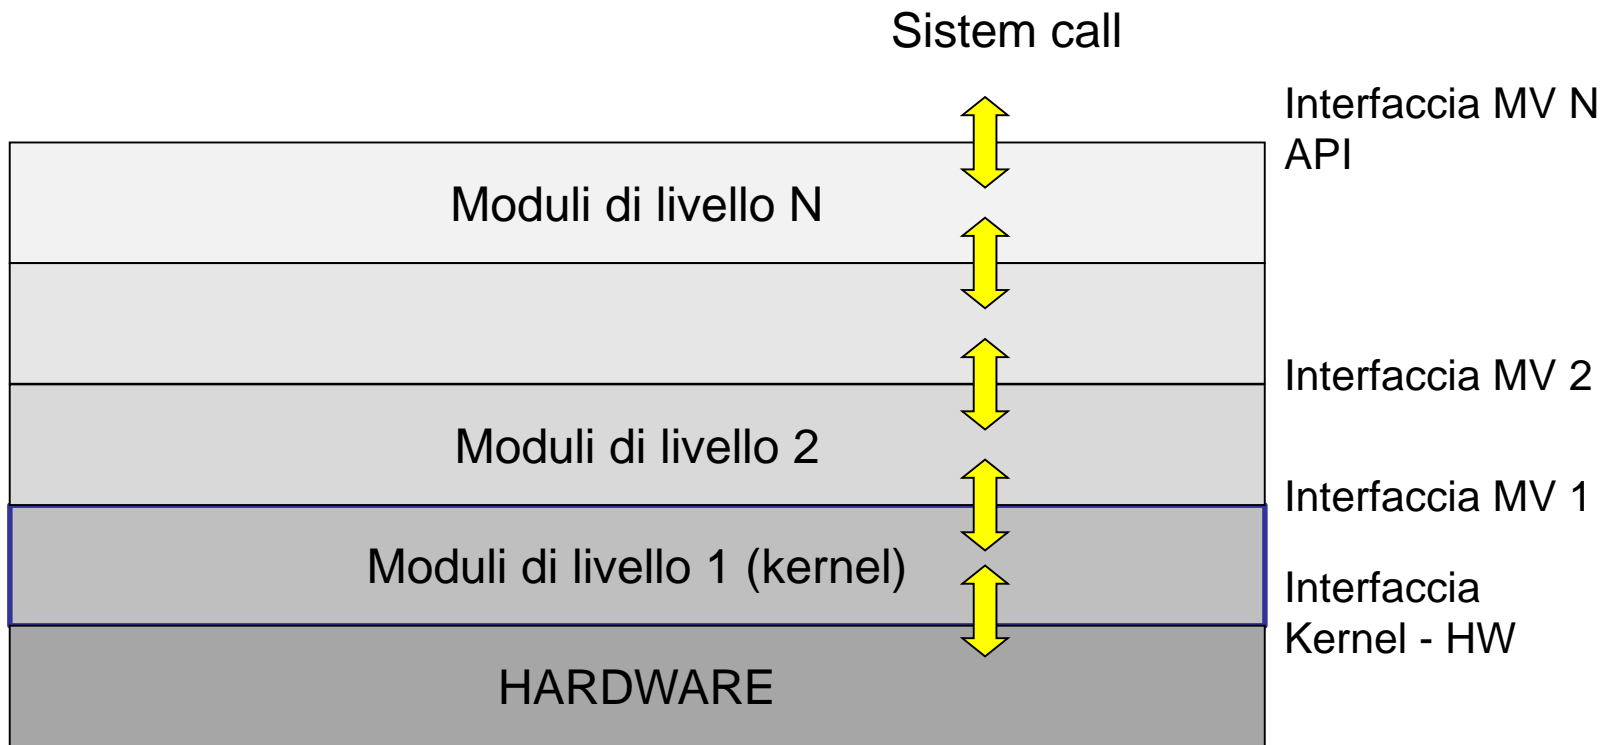 Sistem call
Interfaccia MV N
API
Moduli di livello N
Interfaccia MV 2
Moduli di livello 2
Interfaccia MV 1
Moduli di livello 1 (kernel)
Interfaccia
Kernel - HW
HARDWARE